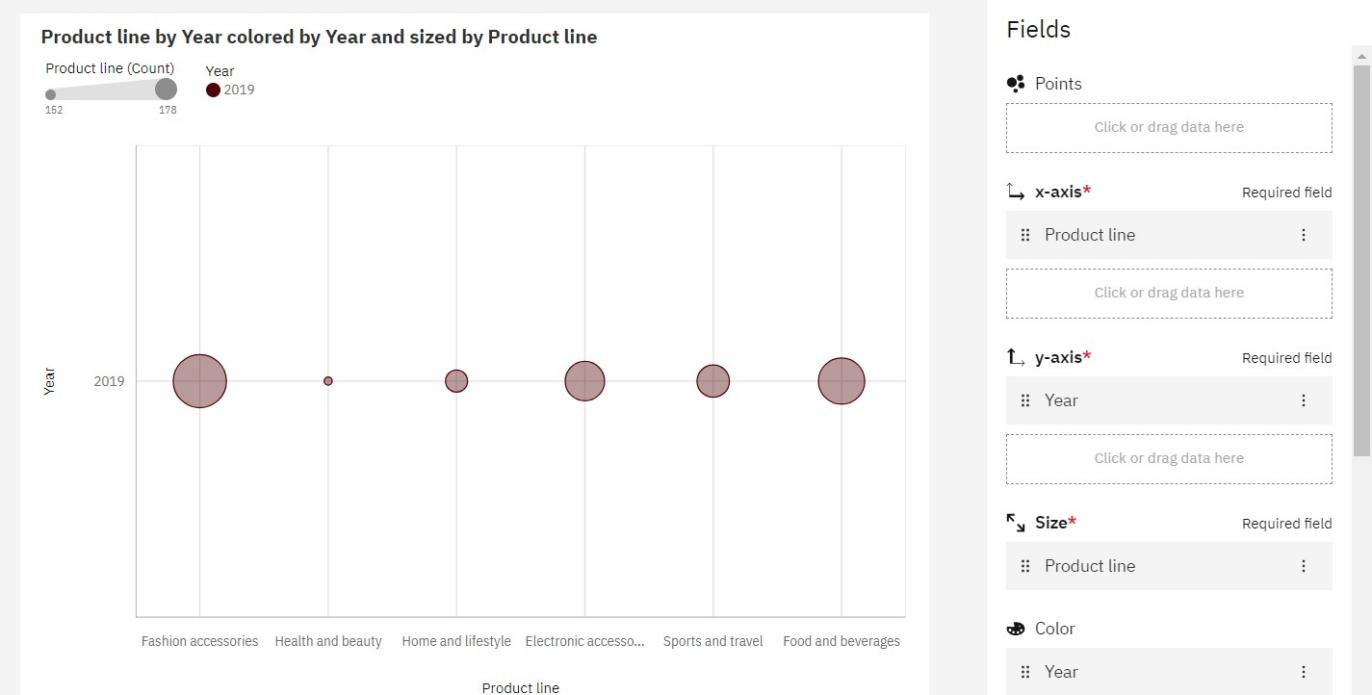 Product line by Year colored by Year and sized by Product line
Product line (Count)
152 178
Year
2019
Year
2019
Fashion accessories Health and beauty Home and lifestyle Electronic accesso... Sports and travel Food and beverages
Product line
Fields
Points
Click or drag data here
x-axis* Required field
Product line
Click or drag data here
y-axis* Required field
Year
Click or drag data here
Size* Required field
Product line
Color
Year